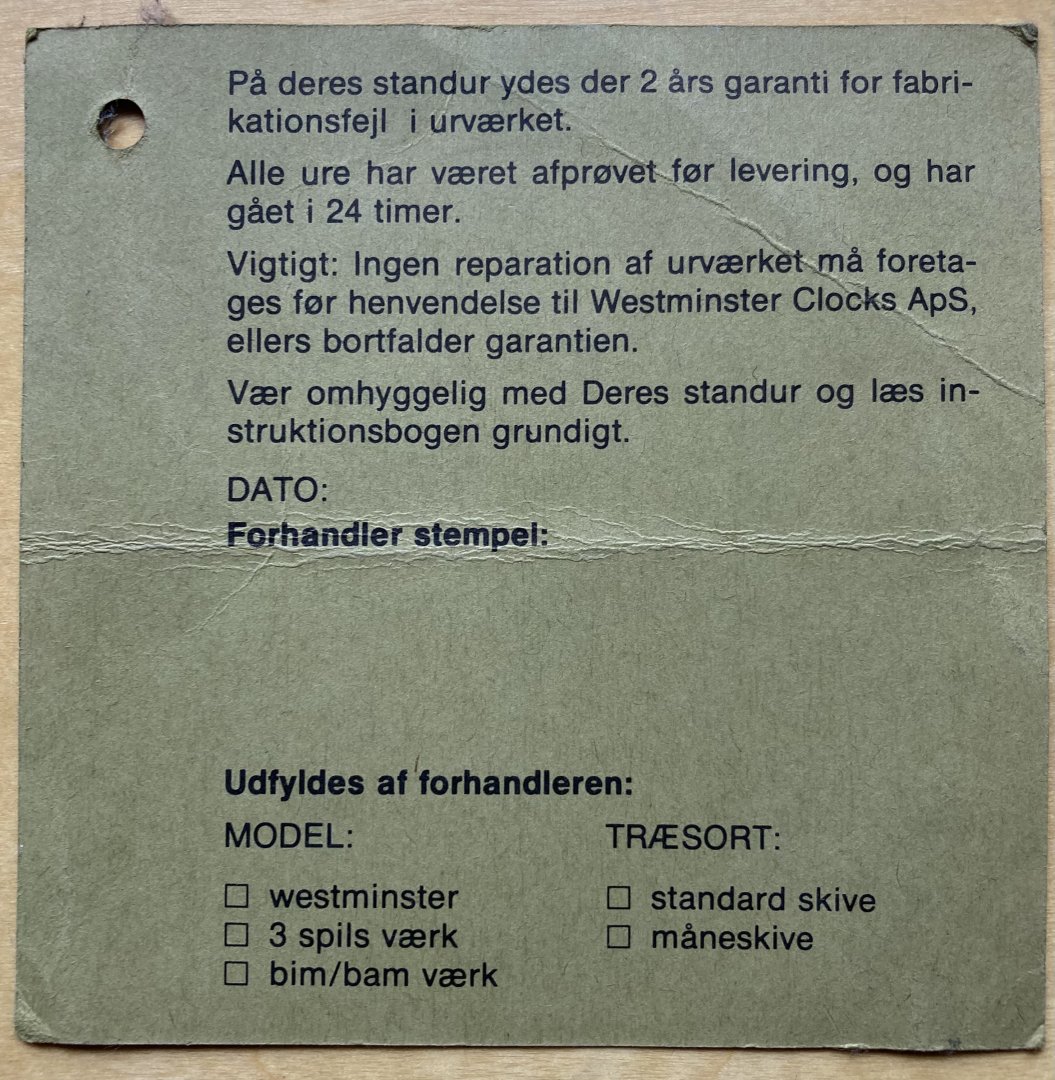 På deres standur ydes der 2 års garanti for fabri-
kationsfejl i urværket.
Alle ure har været afprøvet før levering, og har
gået i 24 timer.
Vigtigt: Ingen reparation af urværket må foreta-
ges før henvendelse til Westminster Clocks ApS,
ellers bortfalder garantien.
Vær omhyggelig med Deres standur og læs in-
struktionsbogen grundigt.
DATO:
Forhandler stempel:
Udfyldes af forhandleren:
MODEL: TRÆSORT:
☐ westminster ☐ standard skive
☐ 3 spils værk ☐ måneskive
☐ bim/bam værk